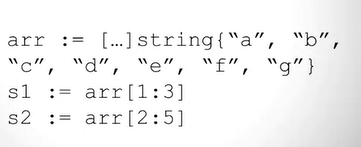 arr := […]string{“a”, “b”,
“c”, “d”, “e”, “f”, “g”}
s1 := arr[1:3]
s2 := arr[2:5]